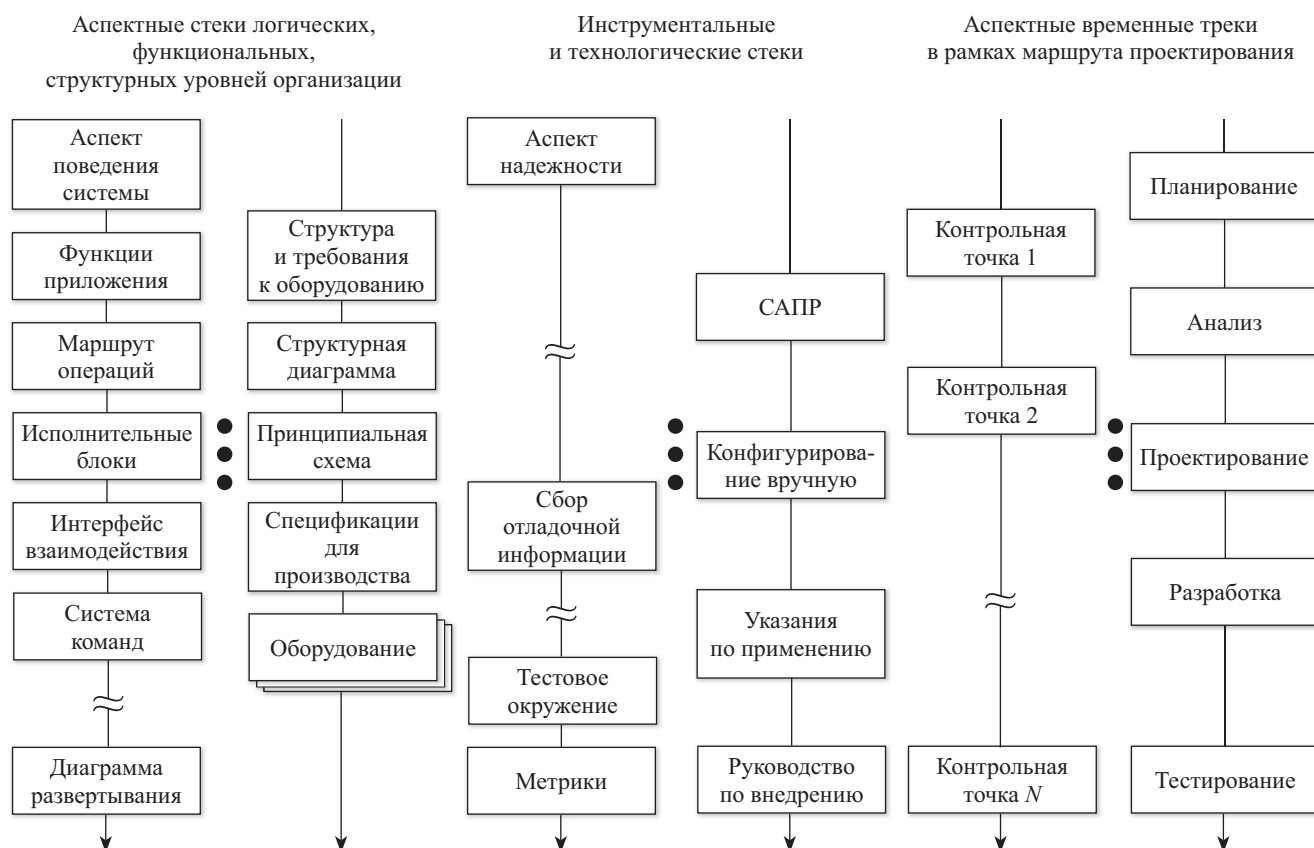 Аспектные стеки логических,
функциональных,
структурных уровней организации
Инструментальные
и технологические стеки
Аспектные временные треки
в рамках маршрута проектирования
Аспект
поведения
системы
Функции
приложения
Маршрут
операций
Исполнительные
блоки
Интерфейс
взаимодействия
Система
команд
Диаграмма
развертывания
Структура
и требования
к оборудованию
Структурная
диаграмма
Принципиальная
схема
Спецификации
для
производства
Оборудование
Аспект
надежности
Сбор
отладочной
информации
Тестовое
окружение
Метрики
САПР
Конфигурирова-
ние вручную
Указания
по применению
Руководство
по внедрению
Контрольная
точка 1
Контрольная
точка 2
Контрольная
точка N
Планирование
Анализ
Проектирование
Разработка
Тестирование